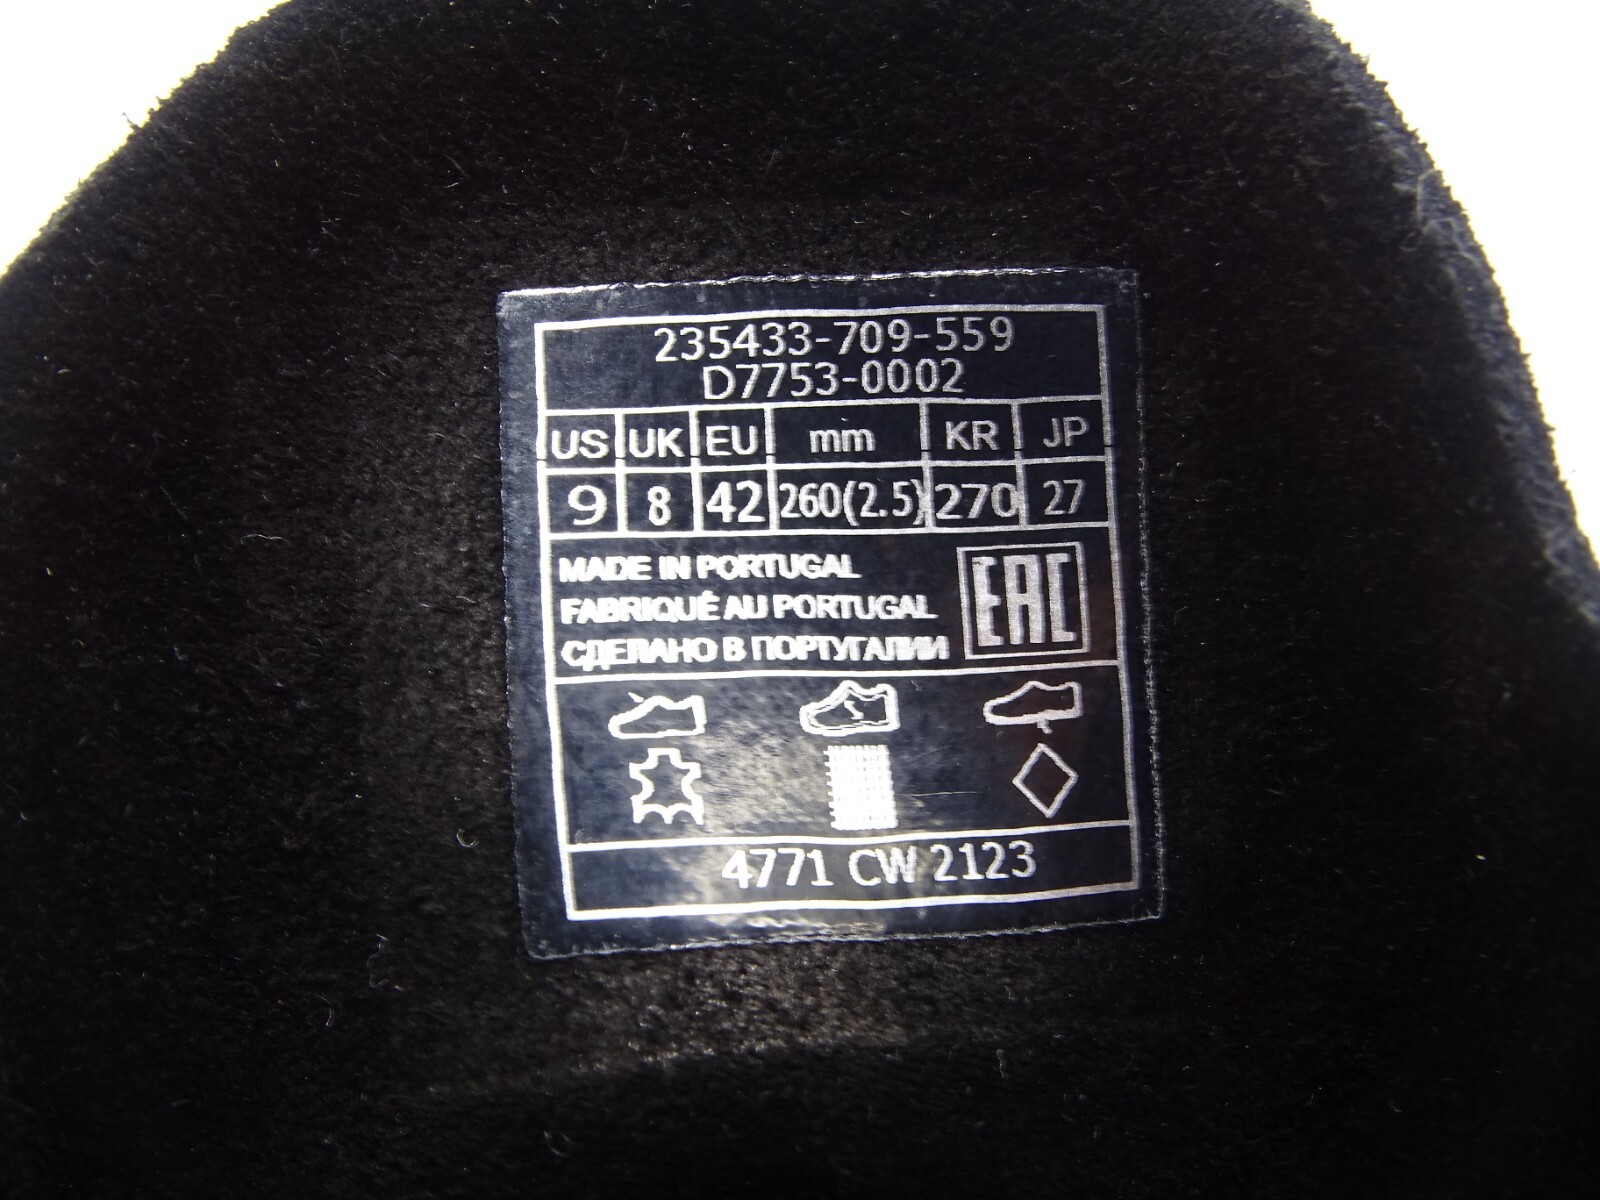 235433-709-559
D7753-0002
US UK EU mm KR JP
9 8 42 260(2.5) 270 27
MADE IN PORTUGAL
FABRIQUÉ AU PORTUGAL
СДЕЛАНО В ПОРТУГАЛИИ
EAC
4771 CW 2123